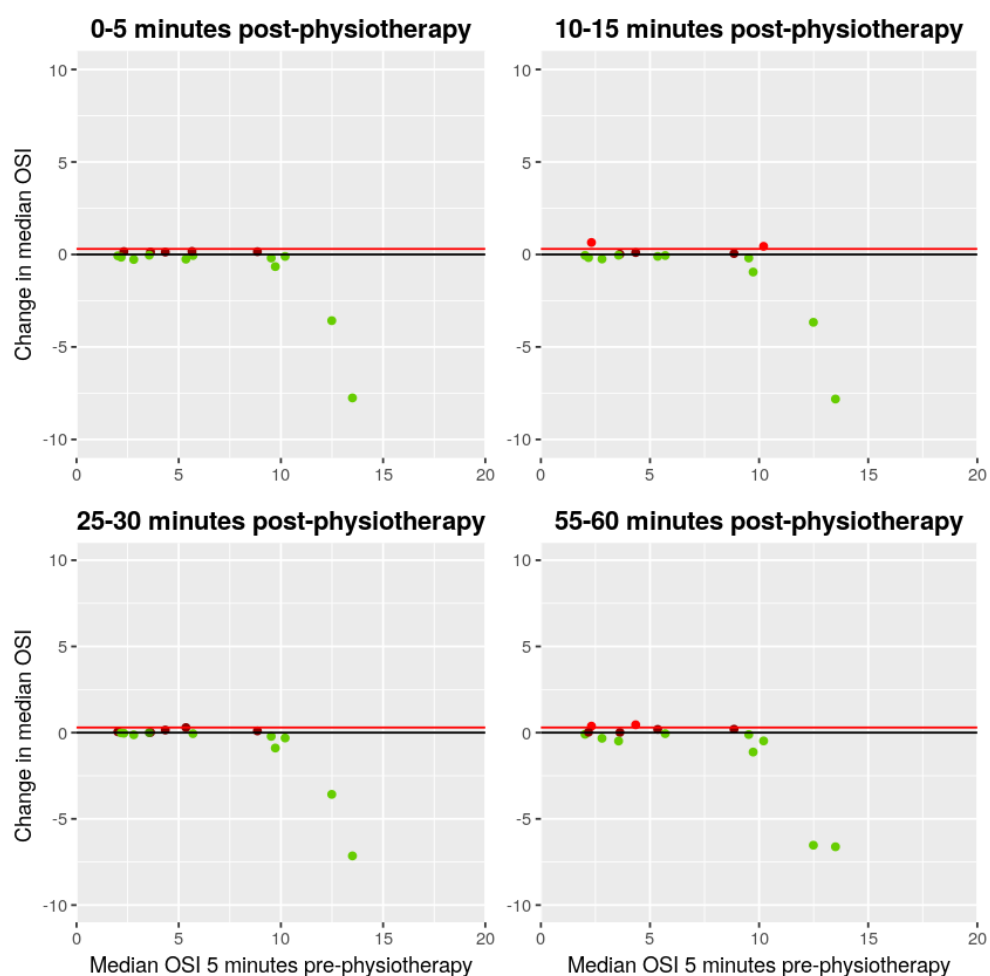 0-5 minutes post-physiotherapy
10-15 minutes post-physiotherapy
Change in median OSI
10
5
0
-5
-10
0 5 10 15 20
10
5
0
-5
-10
0 5 10 15 20
25-30 minutes post-physiotherapy
55-60 minutes post-physiotherapy
Change in median OSI
10
5
0
-5
-10
0 5 10 15 20
Median OSI 5 minutes pre-physiotherapy
10
5
0
-5
-10
0 5 10 15 20
Median OSI 5 minutes pre-physiotherapy